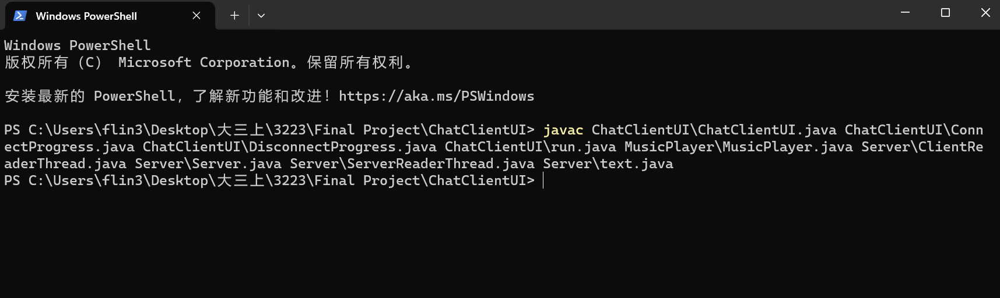 Windows PowerShell
Windows PowerShell
版权所有（C） Microsoft Corporation。保留所有权利。
安装最新的 PowerShell，了解新功能和改进！https://aka.ms/PSWindows
PS C:\Users\flin3\Desktop\大三上\3223\Final Project\ChatClientUI> javac ChatClientUI\ChatClientUI.java ChatClientUI\Conn
ectProgress.java ChatClientUI\DisconnectProgress.java ChatClientUI\run.java MusicPlayer\MusicPlayer.java Server\ClientRe
aderThread.java Server\Server.java Server\ServerReaderThread.java Server\text.java
PS C:\Users\flin3\Desktop\大三上\3223\Final Project\ChatClientUI>